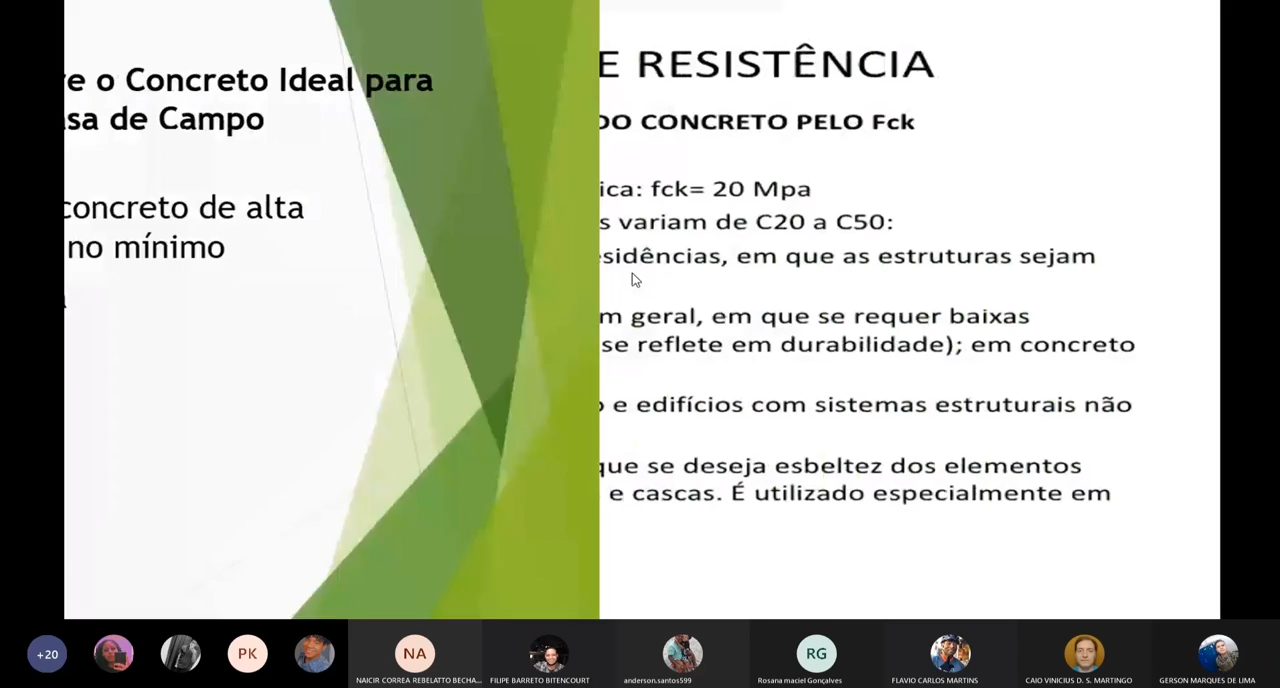 re o Concreto Ideal para
asa de Campo
concreto de alta
no mínimo
E RESISTÊNCIA
DO CONCRETO PELO Fck
ica: fck= 20 Mpa
s variam de C20 a C50:
sidências, em que as estruturas sejam
m geral, em que se requer baixas
se reflete em durabilidade); em concreto
o e edifícios com sistemas estruturais não
que se deseja esbeltez dos elementos
e cascas. É utilizado especialmente em
+20
PK
NA
RG
NAICIR CORREA REBELATTO BECHA...
FILIPE BARRETO BITENCOURT
anderson.santos599
Rosana maciel Gonçalves
FLAVIO CARLOS MARTINS
CAIO VINICIUS D. S. MARTINGO
GERSON MARQUES DE LIMA